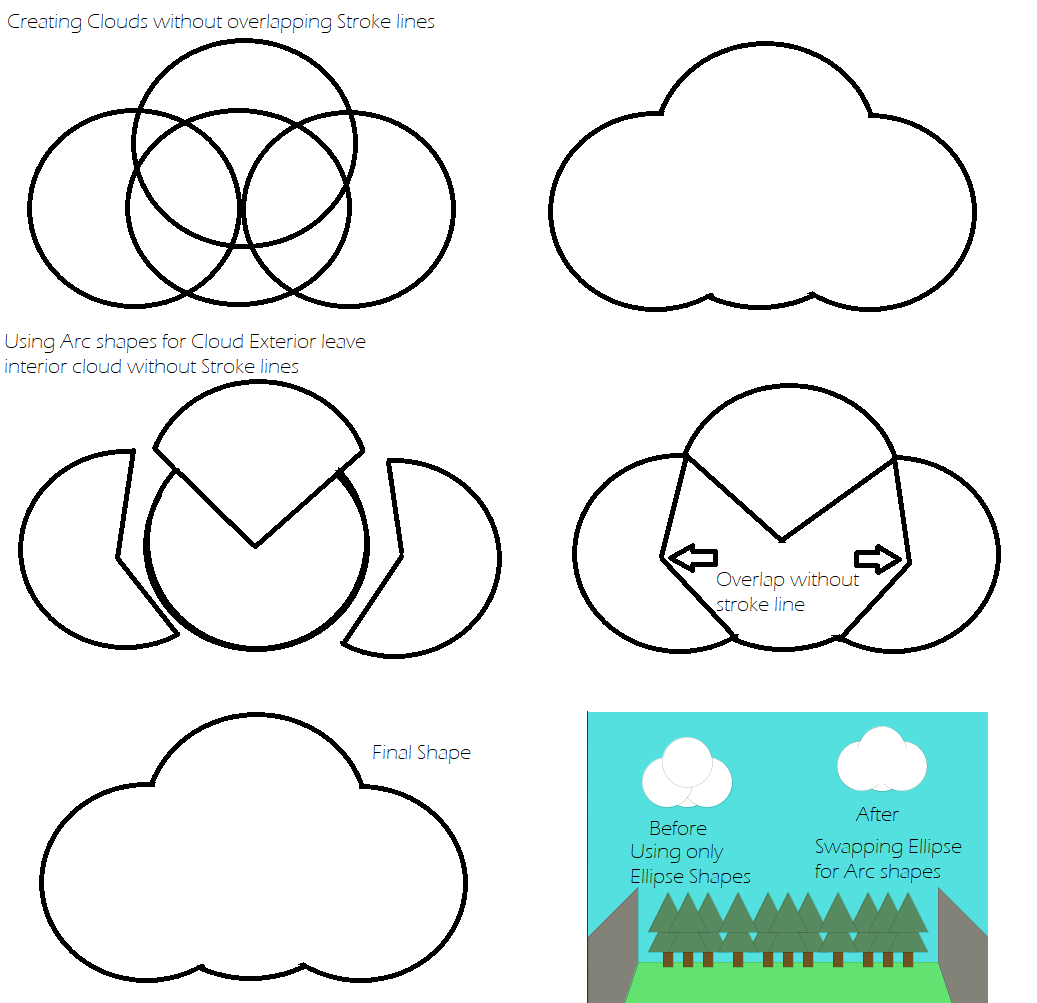 Creating Clouds without overlapping Stroke lines
Using Arc shapes for Cloud Exterior leave
interior cloud without Stroke lines
Overlap without
stroke line
Final Shape
Before
Using only
Ellipse Shapes
After
Swapping Ellipse
for Arc shapes